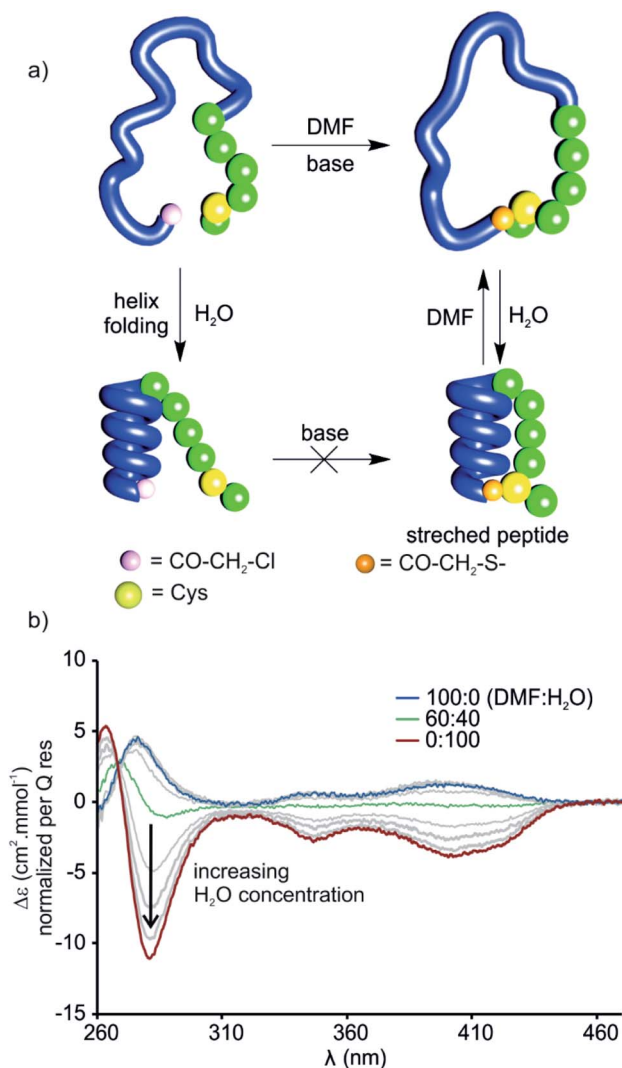 a)
DMF
base
helix
folding
H₂O
DMF
H₂O
base
streched peptide
= CO-CH₂-Cl
= CO-CH₂-S-
= Cys
b)
10
5
0
-5
-10
-15
Δε (cm².mmol⁻¹)
normalized per Q res
100:0 (DMF:H₂O)
60:40
0:100
increasing
H₂O concentration
260
310
360
410
460
λ (nm)